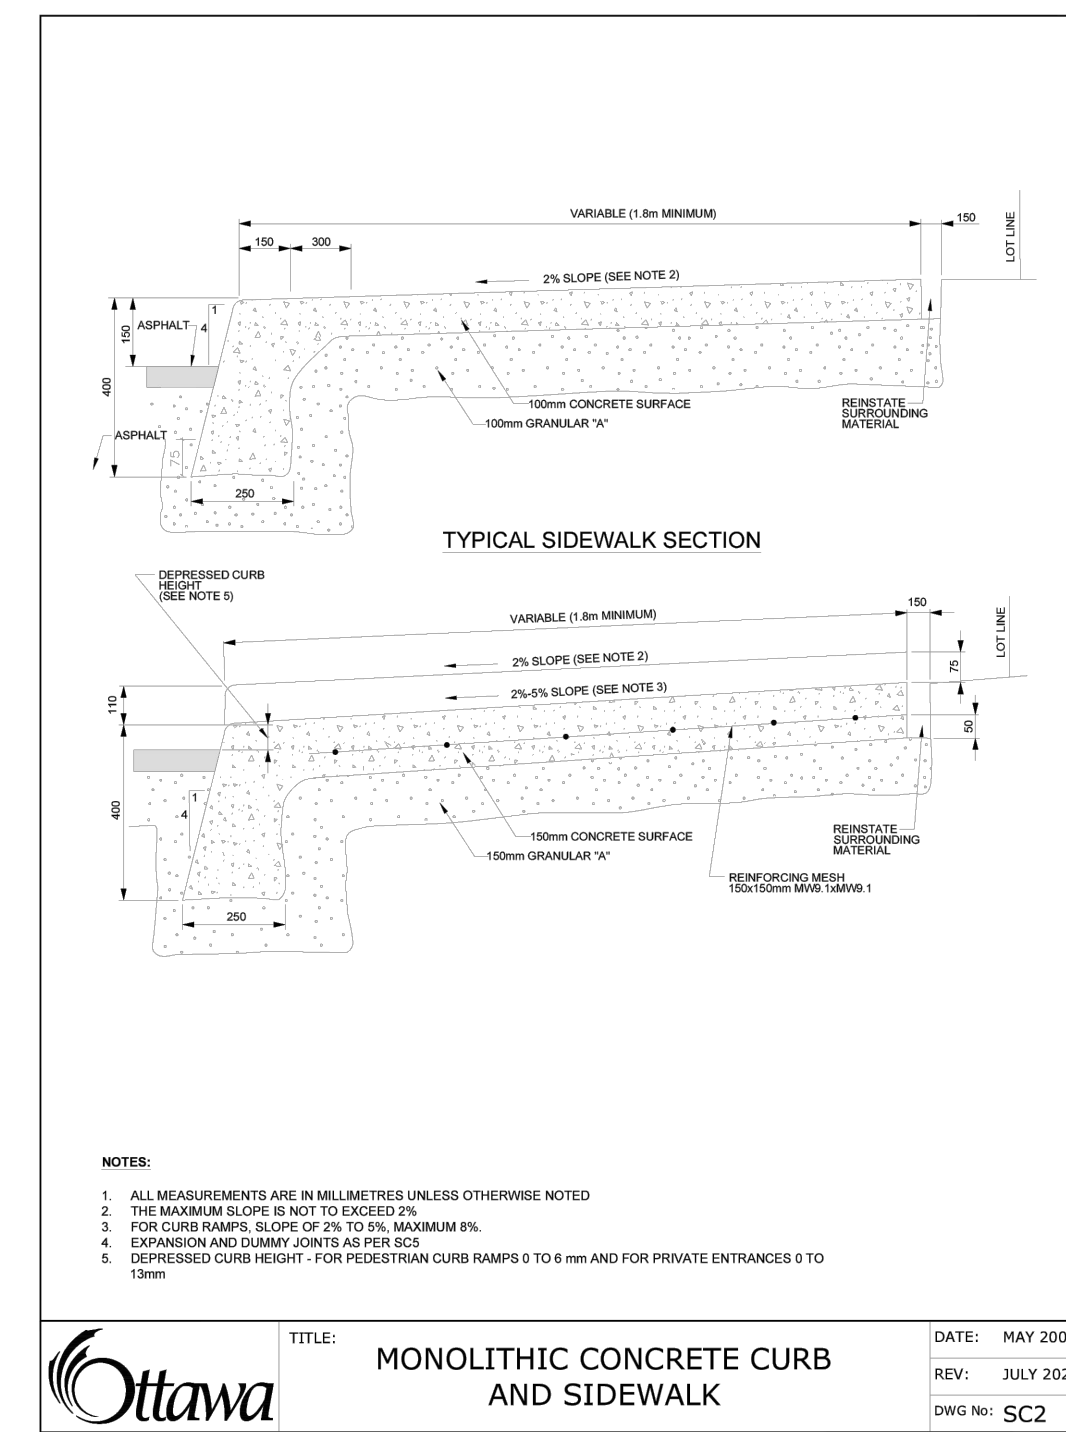 VARIABLE (1.8m MINIMUM)
150
LOT LINE
150
300
2% SLOPE (SEE NOTE 2)
1
4
ASPHALT
150
400
100mm CONCRETE SURFACE
100mm GRANULAR "A"
REINSTATE
SURROUNDING
MATERIAL
ASPHALT
75
250
TYPICAL SIDEWALK SECTION
DEPRESSED CURB
HEIGHT
(SEE NOTE 5)
150
VARIABLE (1.8m MINIMUM)
LOT LINE
2% SLOPE (SEE NOTE 2)
75
2%-5% SLOPE (SEE NOTE 3)
110
50
1
4
400
150mm CONCRETE SURFACE
150mm GRANULAR "A"
REINSTATE
SURROUNDING
MATERIAL
REINFORCING MESH
150x150mm MW9.1xMW9.1
250
NOTES:
1. ALL MEASUREMENTS ARE IN MILLIMETRES UNLESS OTHERWISE NOTED
2. THE MAXIMUM SLOPE IS NOT TO EXCEED 2%
3. FOR CURB RAMPS, SLOPE OF 2% TO 5%, MAXIMUM 8%.
4. EXPANSION AND DUMMY JOINTS AS PER SC5
5. DEPRESSED CURB HEIGHT - FOR PEDESTRIAN CURB RAMPS 0 TO 6 mm AND FOR PRIVATE ENTRANCES 0 TO
13mm
Ottawa
TITLE:
MONOLITHIC CONCRETE CURB
AND SIDEWALK
DATE: MAY 200
REV: JULY 202
DWG No: SC2